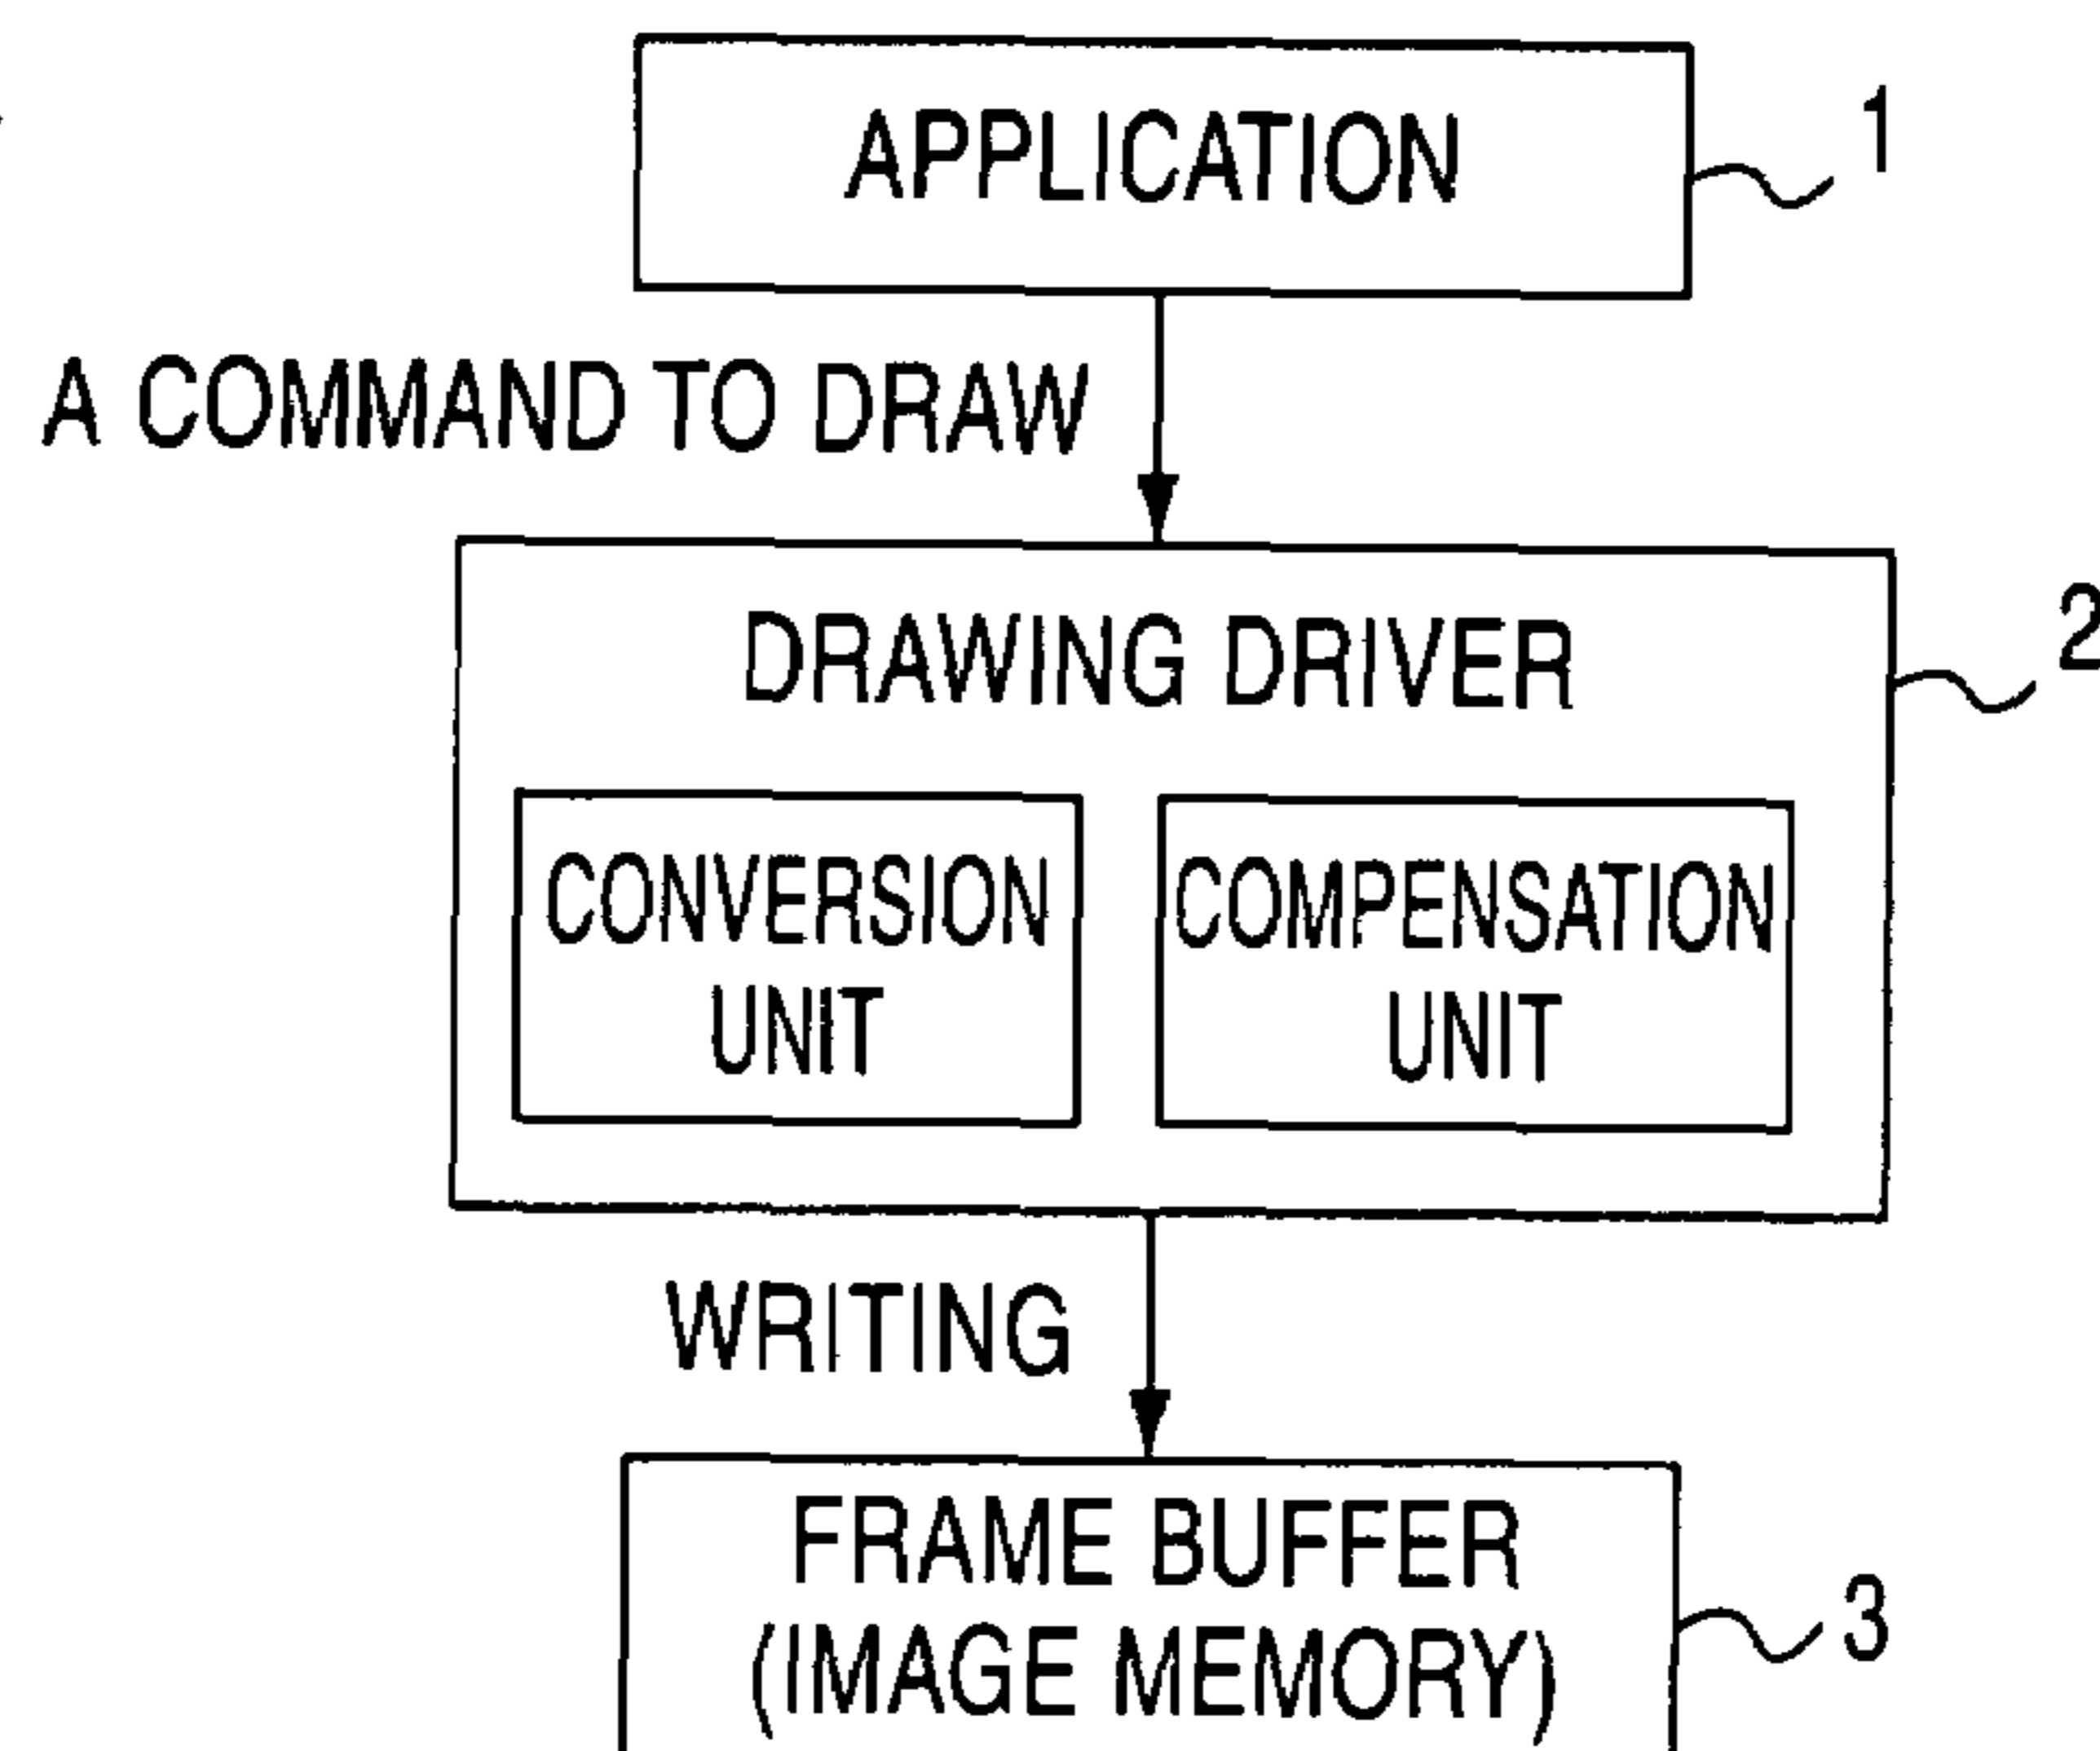 APPLICATION
1
A COMMAND TO DRAW
DRAWING DRIVER
2
CONVERSION
UNIT
COMPENSATION
UNIT
WRITING
FRAME BUFFER
(IMAGE MEMORY)
3